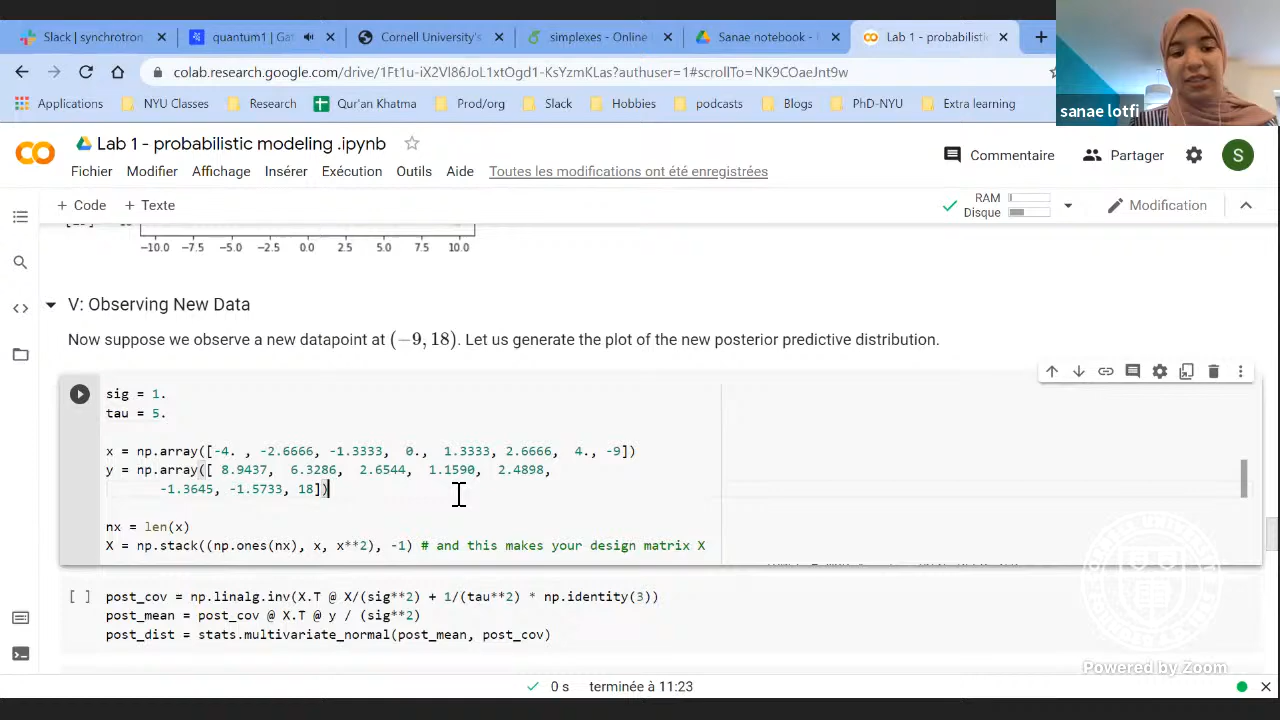 Slack | synchrotron
quantum1 | Gat
Cornell University's
simplexes - Online
Sanae notebook -
Lab 1 - probabilistic
colab.research.google.com/drive/1Ft1u-iX2Vl86JoL1xtOgd1-KsYzmKLas?authuser=1#scrollTo=NK9COaeJnt9w
Applications
NYU Classes
Research
Qur'an Khatma
Prod/org
Slack
Hobbies
podcasts
Blogs
PhD-NYU
Extra learning
sanae lotfi
Lab 1 - probabilistic modeling .ipynb
Commentaire
Partager
S
Fichier Modifier Affichage Insérer Exécution Outils Aide Toutes les modifications ont été enregistrées
+ Code + Texte
RAM
Disque
Modification
-10.0 -7.5 -5.0 -2.5 0.0 2.5 5.0 7.5 10.0
V: Observing New Data
Now suppose we observe a new datapoint at (−9, 18). Let us generate the plot of the new posterior predictive distribution.
sig = 1.
tau = 5.
x = np.array([-4. , -2.6666, -1.3333, 0., 1.3333, 2.6666, 4., -9])
y = np.array([ 8.9437, 6.3286, 2.6544, 1.1590, 2.4898,
-1.3645, -1.5733, 18])
nx = len(x)
X = np.stack((np.ones(nx), x, x**2), -1) # and this makes your design matrix X
[ ] post_cov = np.linalg.inv(X.T @ X/(sig**2) + 1/(tau**2) * np.identity(3))
post_mean = post_cov @ X.T @ y / (sig**2)
post_dist = stats.multivariate_normal(post_mean, post_cov)
Powered by Zoom
0 s terminée à 11:23